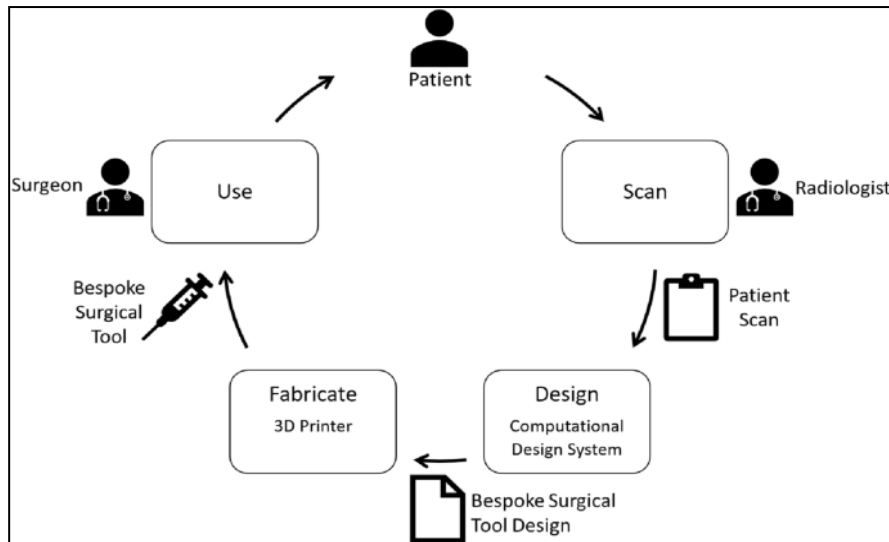 Patient
Surgeon
Use
Scan
Radiologist
Bespoke
Surgical
Tool
Patient
Scan
Fabricate
3D Printer
Design
Computational
Design System
Bespoke Surgical
Tool Design